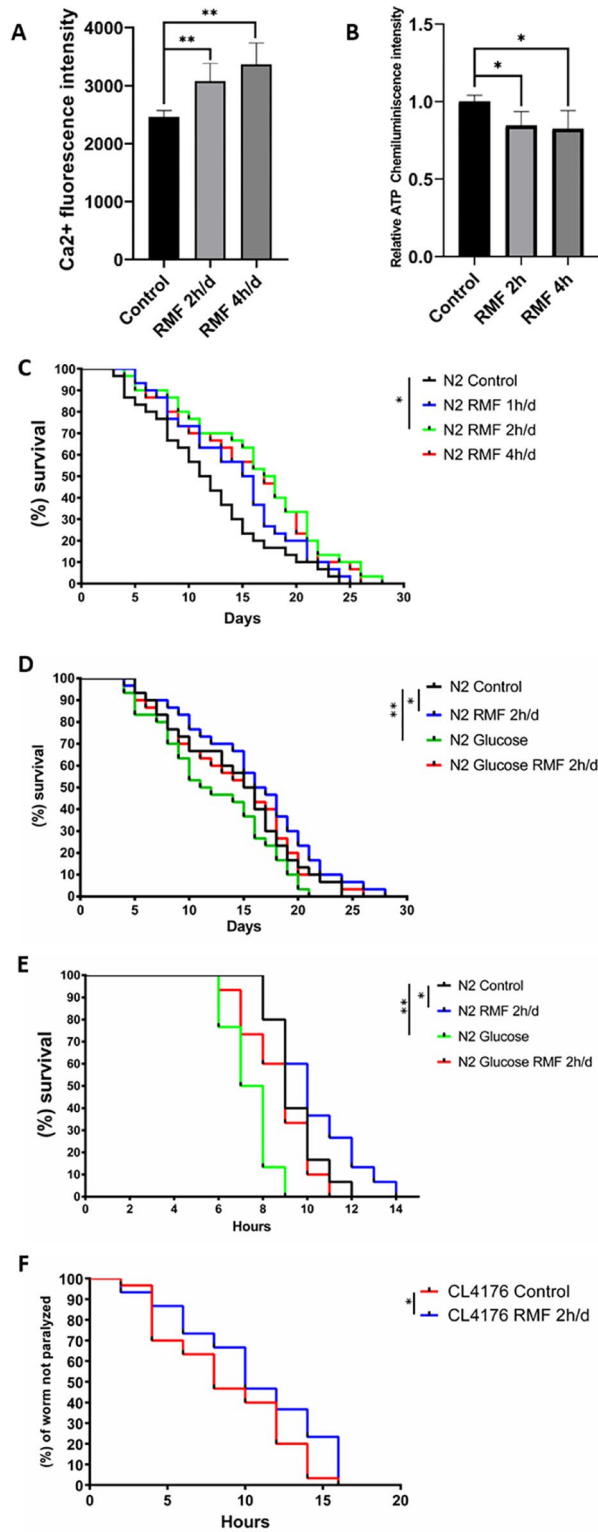 A
Ca2+ fluorescence intensity
4000
3000
2000
1000
0
**
**
Control
RMF 2h/d
RMF 4h/d
B
Relative ATP Chemiluminiscence intensity
1.5
1.0
0.5
0.0
*
*
Control
RMF 2h
RMF 4h
C
(%) survival
100
90
80
70
60
50
40
30
20
10
0
0 5 10 15 20 25 30
Days
*
N2 Control
N2 RMF 1h/d
N2 RMF 2h/d
N2 RMF 4h/d
D
(%) survival
100
90
80
70
60
50
40
30
20
10
0
0 5 10 15 20 25 30
Days
**
*
N2 Control
N2 RMF 2h/d
N2 Glucose
N2 Glucose RMF 2h/d
E
(%) survival
100
90
80
70
60
50
40
30
20
10
0
0 2 4 6 8 10 12 14
Hours
**
*
N2 Control
N2 RMF 2h/d
N2 Glucose
N2 Glucose RMF 2h/d
F
(%) of worm not paralyzed
100
90
80
70
60
50
40
30
20
10
0
0 5 10 15 20
Hours
*
CL4176 Control
CL4176 RMF 2h/d